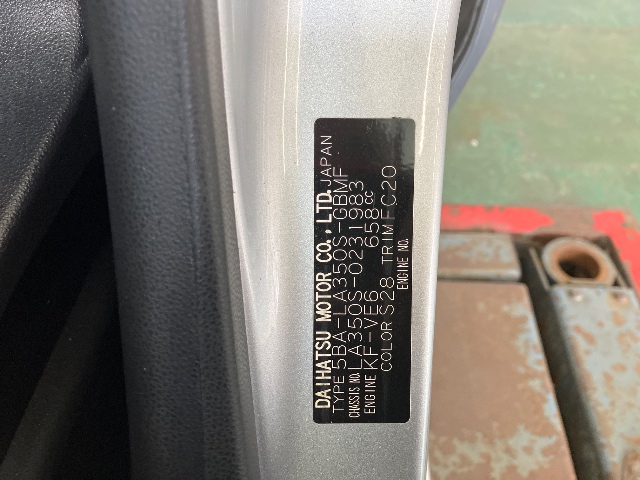 DAIHATSU MOTOR CO.,LTD.JAPAN
TYPE 5BA-LA350S-GBMF
CHASSIS NO. LA350S-0231983
ENGINE KF-VE6 658cc
COLOR S28 TRIM FC20
ENGINE NO.